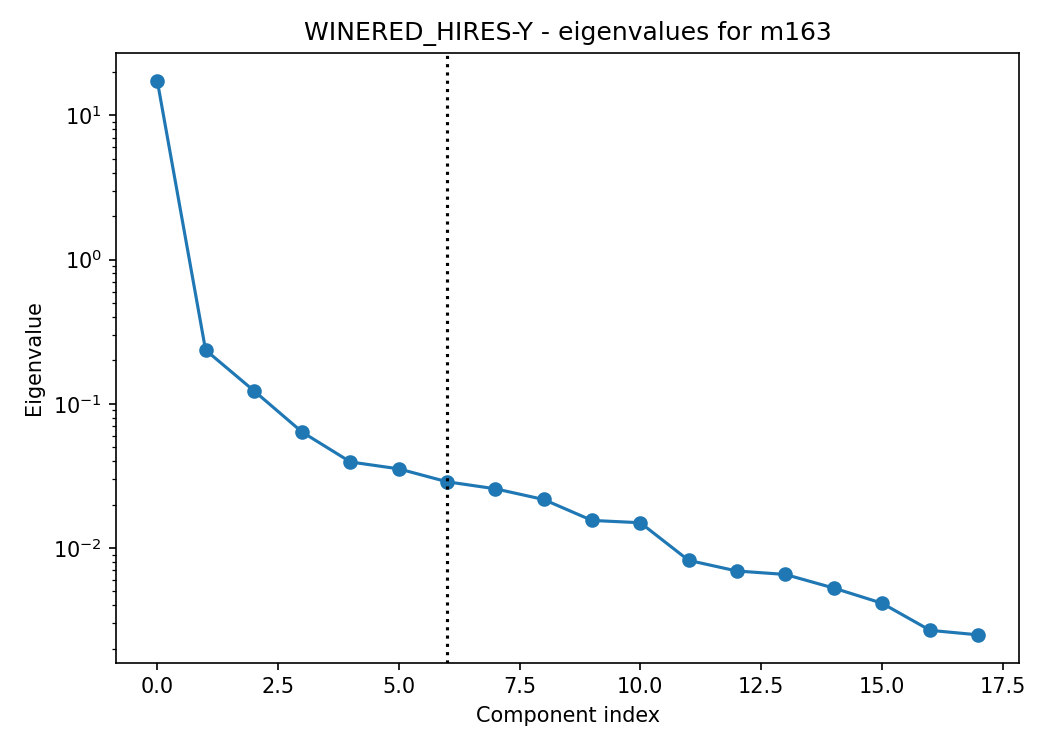 WINERED_HIRES-Y - eigenvalues for m163
Eigenvalue
10¹
10⁰
10⁻¹
10⁻²
0.0 2.5 5.0 7.5 10.0 12.5 15.0 17.5
Component index